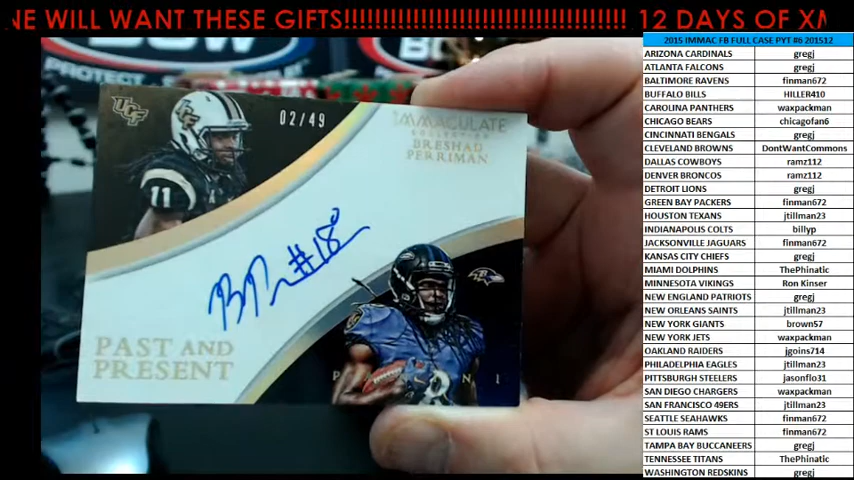 NE WILL WANT THESE GIFTS!!!!!!!!!!!!!!!!!!!!!!!!!!!!!!!!!!!!!!! 12 DAYS OF XM
PROTECT
UCF
02/49
IMMACULATE
COLLECTION
BRESHAD
PERRIMAN
11
#18
PAST AND
PRESENT
2015 IMMAC FB FULL CASE PYT #6 201512
ARIZONA CARDINALS gregj
ATLANTA FALCONS gregj
BALTIMORE RAVENS finman672
BUFFALO BILLS HILLER410
CAROLINA PANTHERS waxpackman
CHICAGO BEARS chicagofan6
CINCINNATI BENGALS gregj
CLEVELAND BROWNS DontWantCommons
DALLAS COWBOYS ramz112
DENVER BRONCOS ramz112
DETROIT LIONS gregj
GREEN BAY PACKERS finman672
HOUSTON TEXANS jtillman23
INDIANAPOLIS COLTS billyp
JACKSONVILLE JAGUARS finman672
KANSAS CITY CHIEFS gregj
MIAMI DOLPHINS ThePhinatic
MINNESOTA VIKINGS Ron Kinser
NEW ENGLAND PATRIOTS gregj
NEW ORLEANS SAINTS jtillman23
NEW YORK GIANTS brown57
NEW YORK JETS waxpackman
OAKLAND RAIDERS jgoins714
PHILADELPHIA EAGLES jtillman23
PITTSBURGH STEELERS jasonflo31
SAN DIEGO CHARGERS waxpackman
SAN FRANCISCO 49ERS jtillman23
SEATTLE SEAHAWKS finman672
ST LOUIS RAMS finman672
TAMPA BAY BUCCANEERS gregj
TENNESSEE TITANS ThePhinatic
WASHINGTON REDSKINS gregj